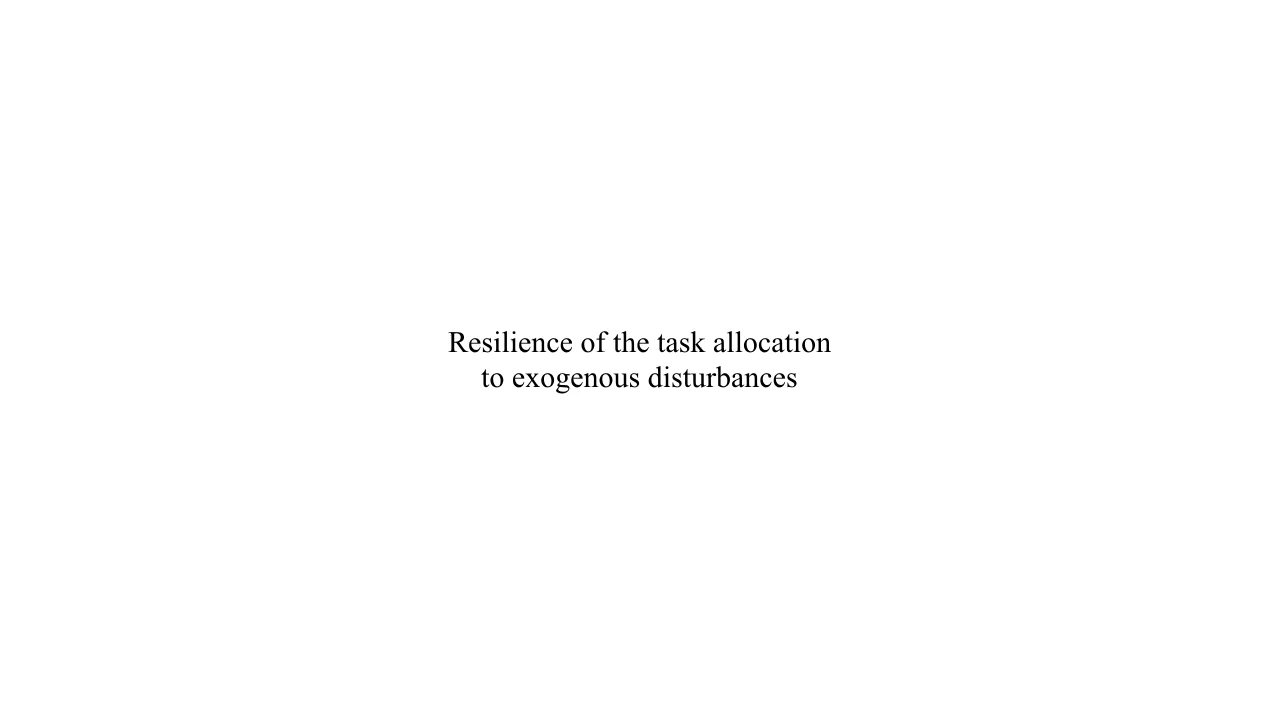 Resilience of the task allocation
to exogenous disturbances